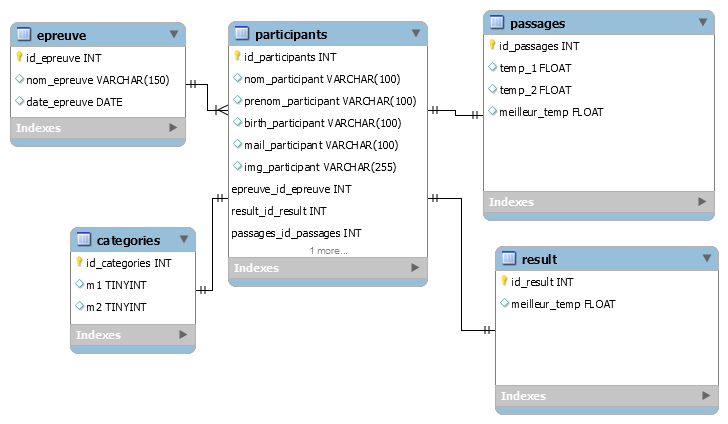 epreuve
id_epreuve INT
nom_epreuve VARCHAR(150)
date_epreuve DATE
Indexes
participants
id_participants INT
nom_participant VARCHAR(100)
prenom_participant VARCHAR(100)
birth_participant VARCHAR(100)
mail_participant VARCHAR(100)
img_participant VARCHAR(255)
epreuve_id_epreuve INT
result_id_result INT
passages_id_passages INT
1 more...
Indexes
passages
id_passages INT
temp_1 FLOAT
temp_2 FLOAT
meilleur_temp FLOAT
Indexes
categories
id_categories INT
m1 TINYINT
m2 TINYINT
Indexes
result
id_result INT
meilleur_temp FLOAT
Indexes